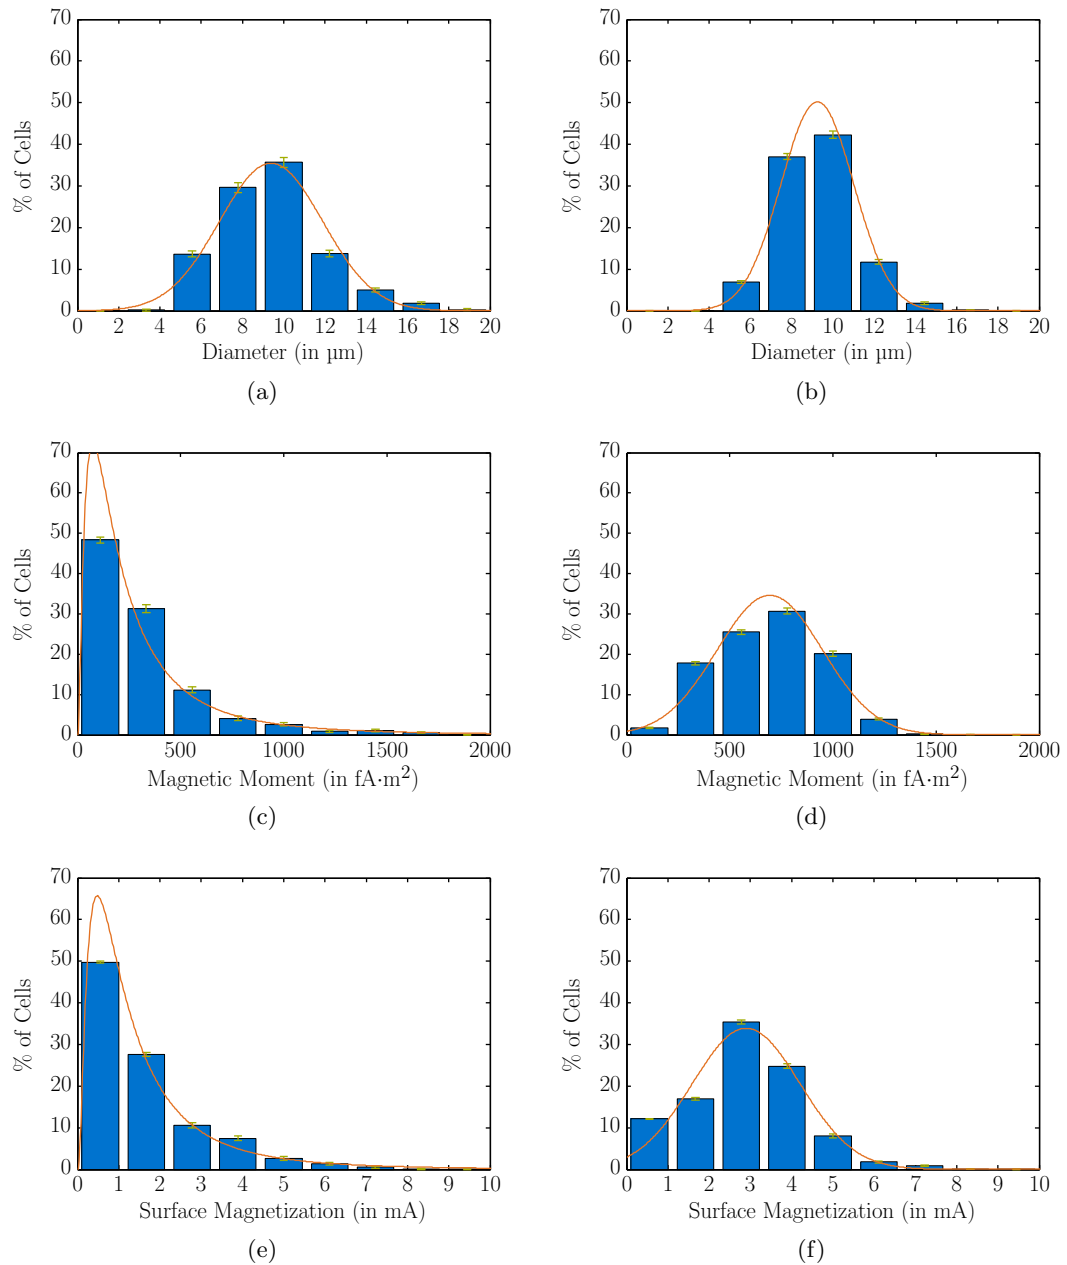 70
60
50
40
30
20
10
0
% of Cells
0 2 4 6 8 10 12 14 16 18 20
Diameter (in µm)
(a)
70
60
50
40
30
20
10
0
% of Cells
0 2 4 6 8 10 12 14 16 18 20
Diameter (in µm)
(b)
70
60
50
40
30
20
10
0
% of Cells
0 500 1000 1500 2000
Magnetic Moment (in fA·m²)
(c)
70
60
50
40
30
20
10
0
% of Cells
0 500 1000 1500 2000
Magnetic Moment (in fA·m²)
(d)
70
60
50
40
30
20
10
0
% of Cells
0 1 2 3 4 5 6 7 8 9 10
Surface Magnetization (in mA)
(e)
70
60
50
40
30
20
10
0
% of Cells
0 1 2 3 4 5 6 7 8 9 10
Surface Magnetization (in mA)
(f)